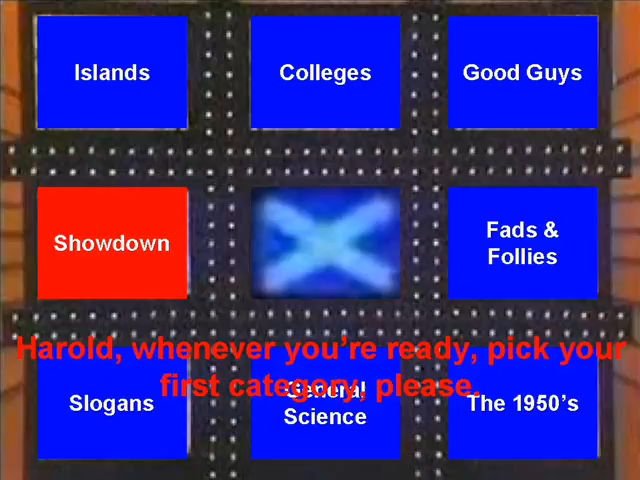 Islands
Colleges
Good Guys
Showdown
Fads &
Follies
Harold, whenever you're ready, pick your
first category, please.
Slogans
General
Science
The 1950's